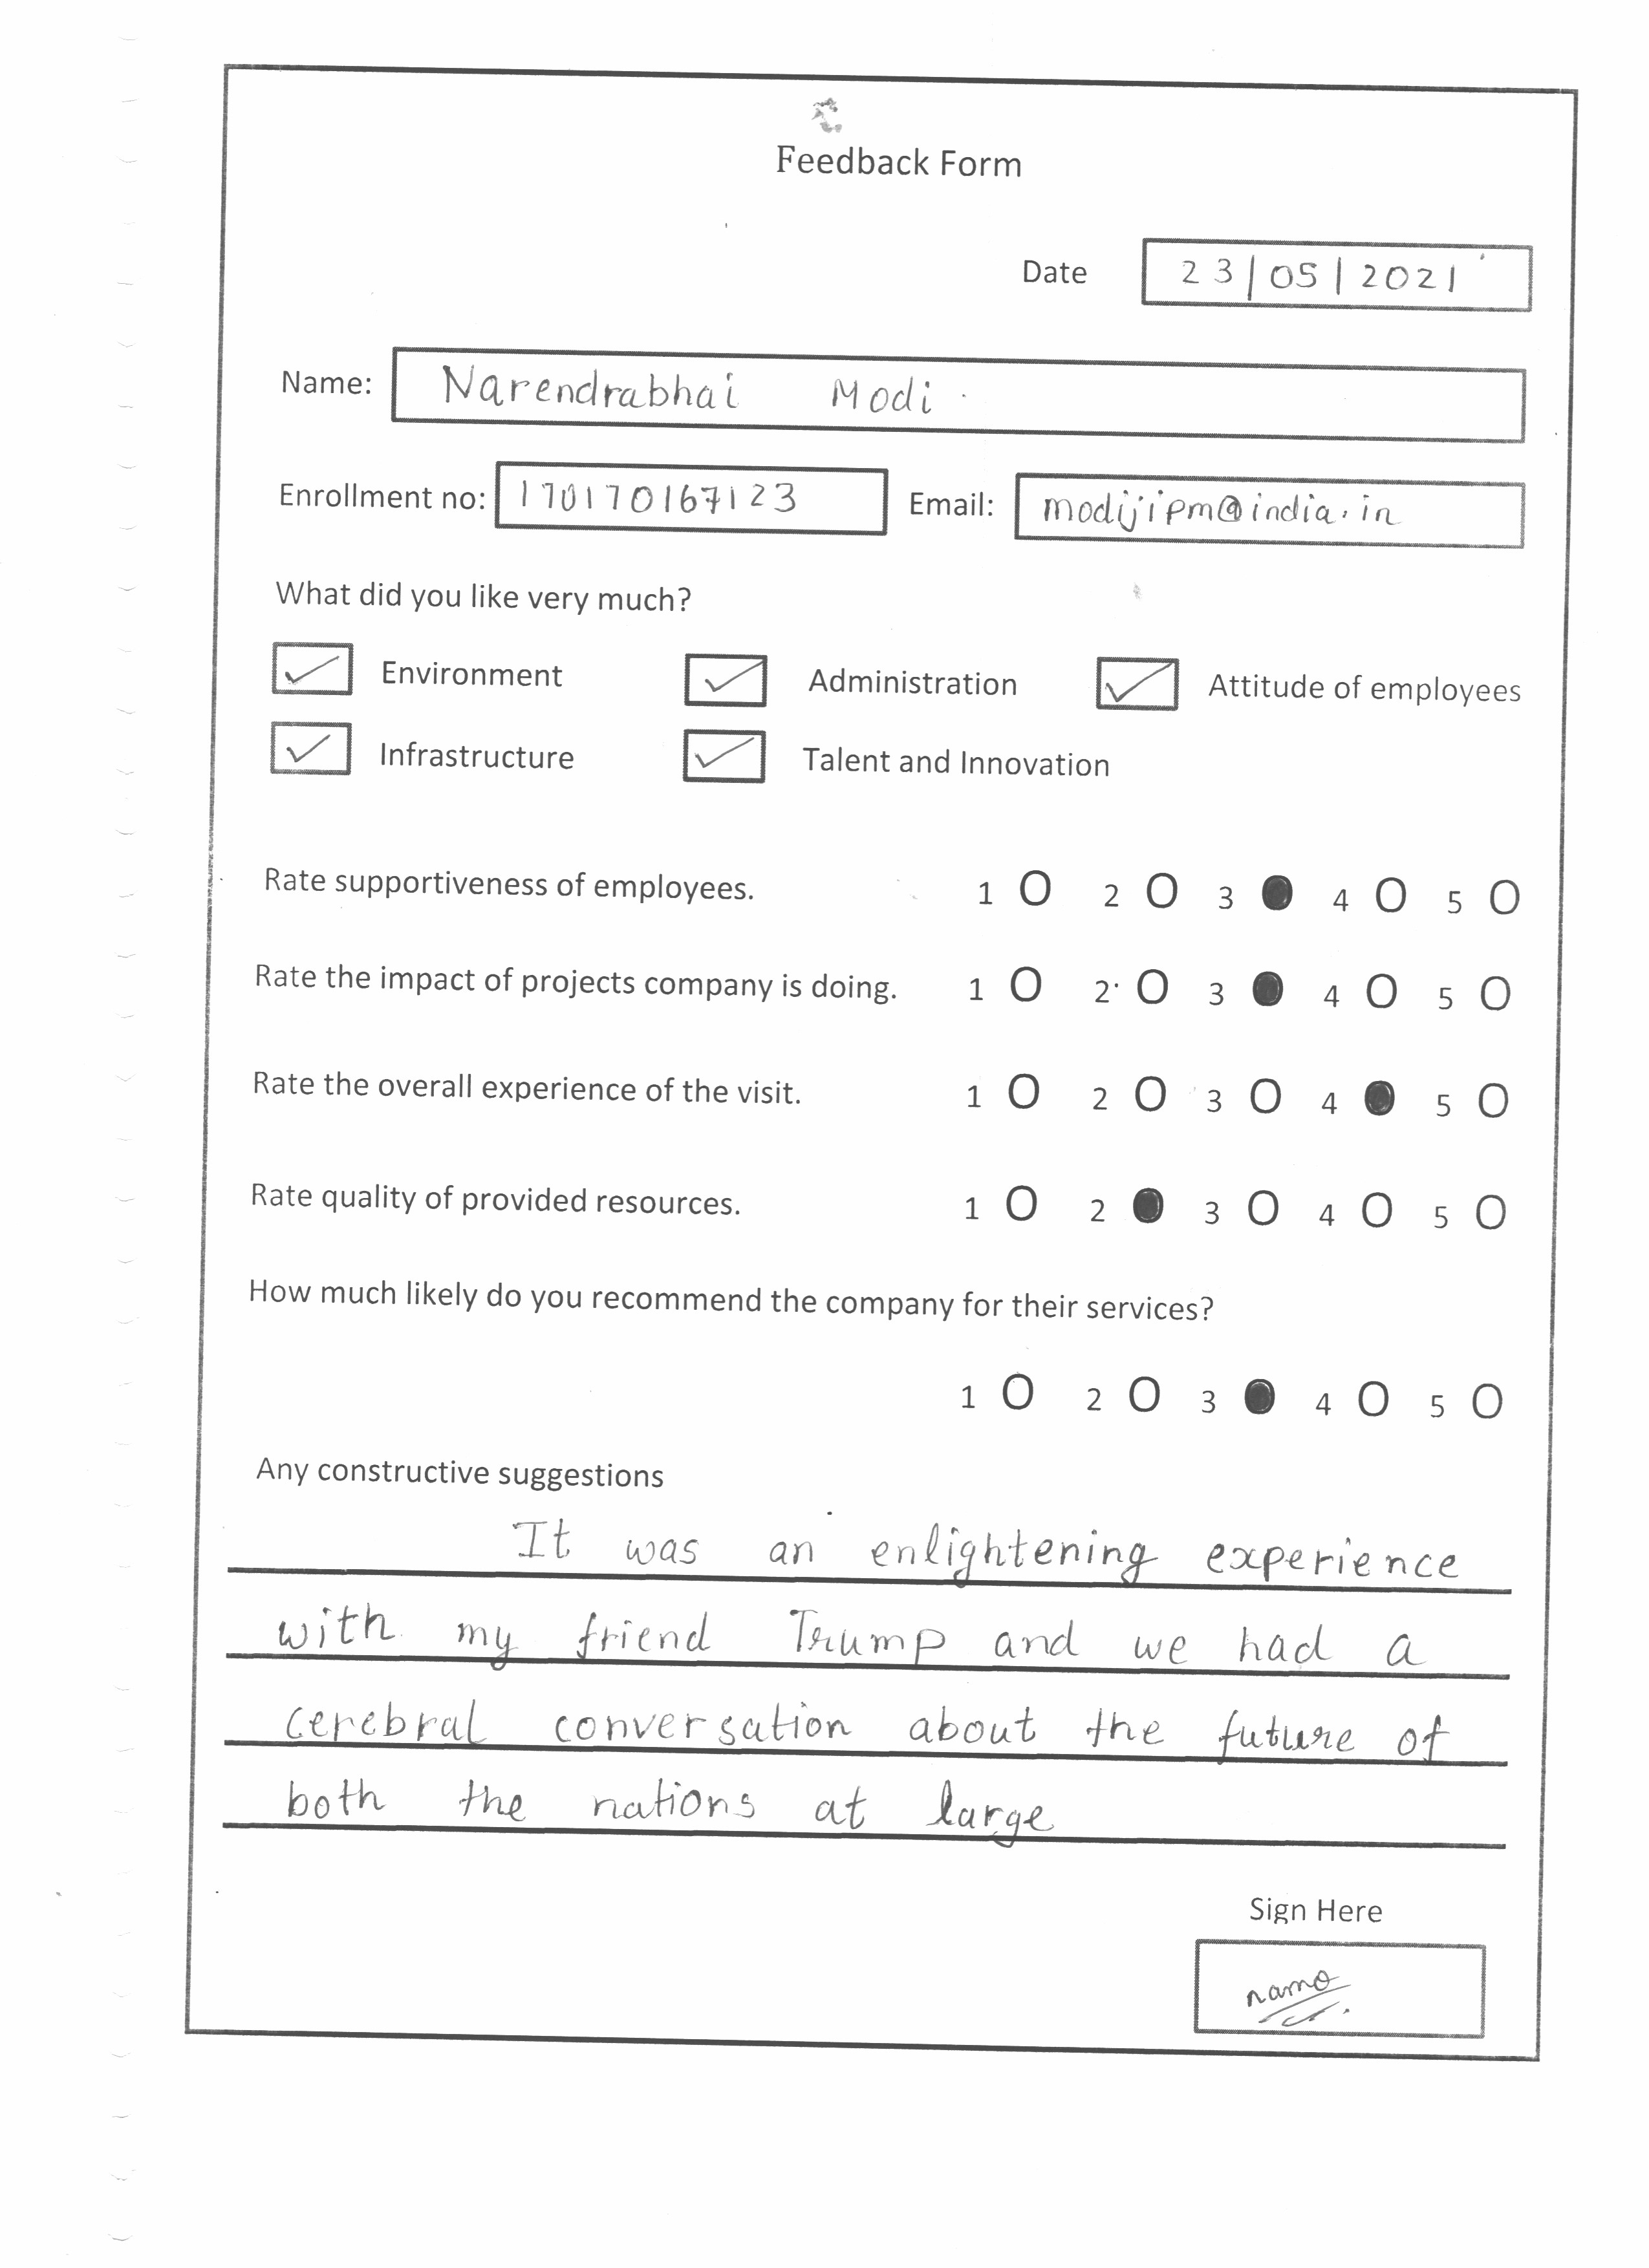 Feedback Form
Date 23/05/2021
Name: Narendrabhai Modi
Enrollment no: 170170167123 Email: modijipm@india.in
What did you like very much?
Environment Administration Attitude of employees
Infrastructure Talent and Innovation
Rate supportiveness of employees. 1 2 3 4 5
Rate the impact of projects company is doing. 1 2 3 4 5
Rate the overall experience of the visit. 1 2 3 4 5
Rate quality of provided resources. 1 2 3 4 5
How much likely do you recommend the company for their services?
1 2 3 4 5
Any constructive suggestions
It was an enlightening experience
with my friend Trump and we had a
cerebral conversation about the future of
both the nations at large
Sign Here
namo